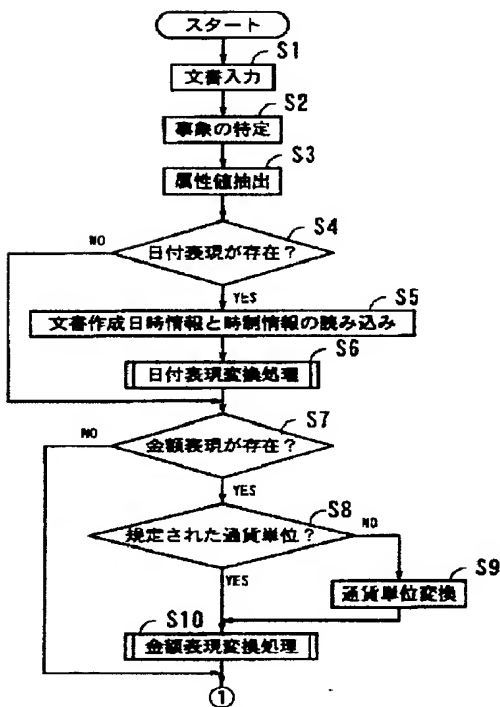 スタート
S1
文書入力
S2
事象の特定
S3
属性値抽出
S4
NO
日付表現が存在?
YES
S5
文書作成日時情報と時制情報の読み込み
S6
日付表現変換処理
S7
NO
金額表現が存在?
YES
S8
規定された通貨単位?
NO
S9
YES
通貨単位変換
S10
金額表現変換処理
①